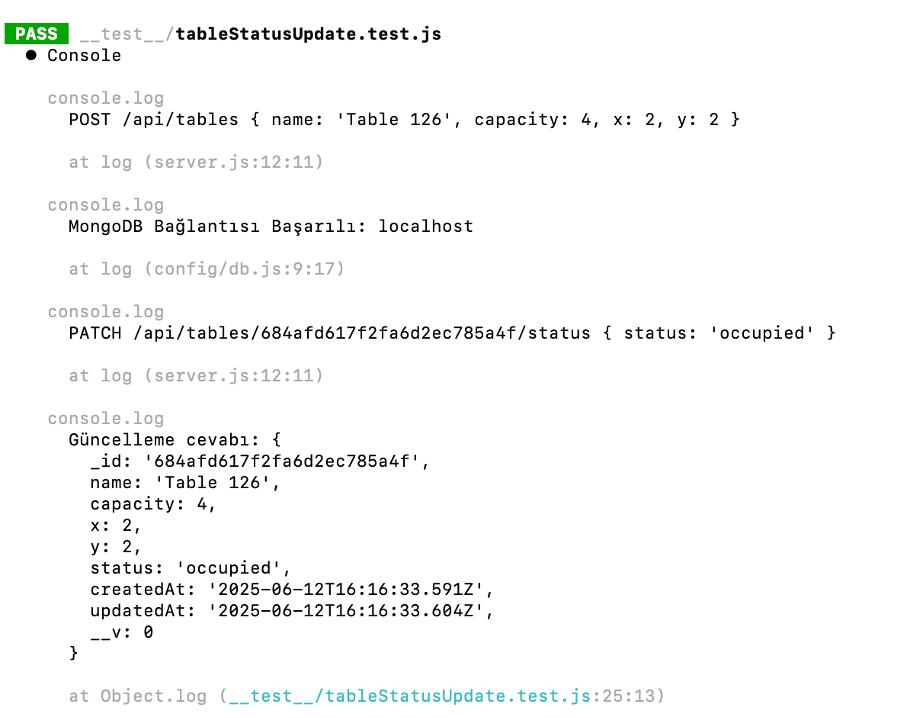 PASS __test__/tableStatusUpdate.test.js
● Console
console.log
POST /api/tables { name: 'Table 126', capacity: 4, x: 2, y: 2 }
at log (server.js:12:11)
console.log
MongoDB Bağlantısı Başarılı: localhost
at log (config/db.js:9:17)
console.log
PATCH /api/tables/684afd617f2fa6d2ec785a4f/status { status: 'occupied' }
at log (server.js:12:11)
console.log
Güncelleme cevabı: {
_id: '684afd617f2fa6d2ec785a4f',
name: 'Table 126',
capacity: 4,
x: 2,
y: 2,
status: 'occupied',
createdAt: '2025-06-12T16:16:33.591Z',
updatedAt: '2025-06-12T16:16:33.604Z',
__v: 0
}
at Object.log (__test__/tableStatusUpdate.test.js:25:13)